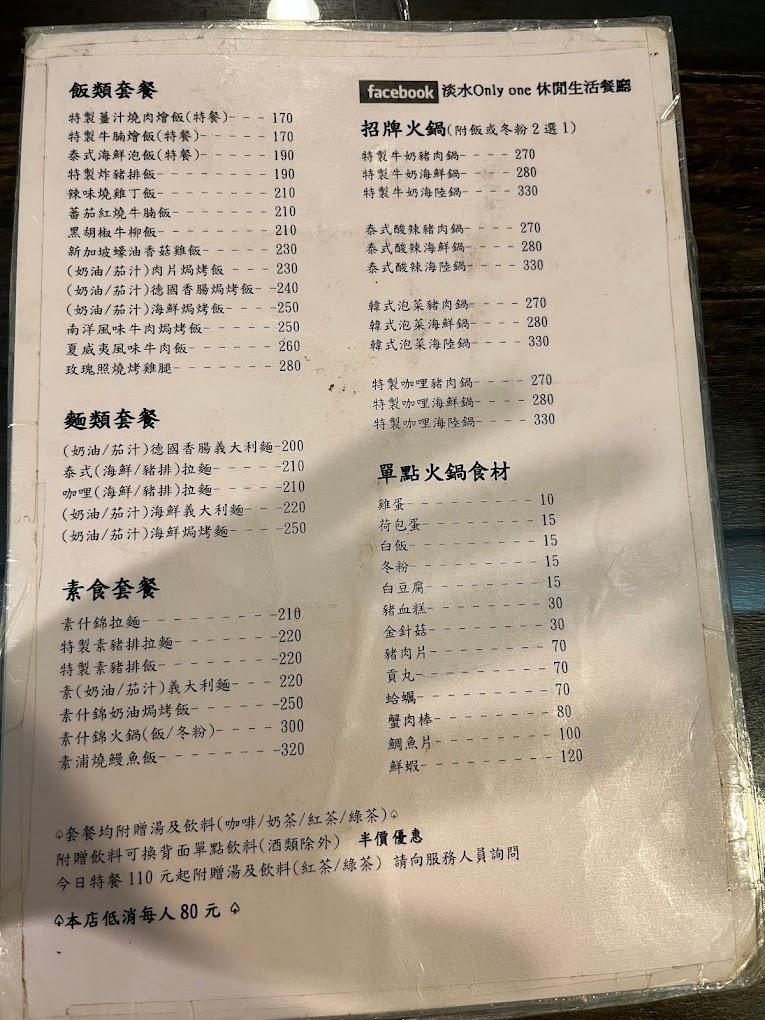 飯類套餐
特製薑汁燒肉燴飯(特餐)- - - 170
特製牛腩燴飯(特餐)- - - - - 170
泰式海鮮泡飯(特餐)- - - - - 190
特製炸豬排飯- - - - - - - - 190
辣味燒雞丁飯- - - - - - - - 210
蕃茄紅燒牛腩飯- - - - - - - 210
黑胡椒牛柳飯- - - - - - - - 210
新加坡蠔油香菇雞飯- - - - - 230
(奶油/茄汁)肉片焗烤飯 - - - 230
(奶油/茄汁)德國香腸焗烤飯- -240
(奶油/茄汁)海鮮焗烤飯- - - -250
南洋風味牛肉焗烤飯- - - - - 250
夏威夷風味牛肉飯- - - - - - 260
玫瑰照燒烤雞腿- - - - - - - 280
麵類套餐
(奶油/茄汁)德國香腸義大利麵-200
泰式(海鮮/豬排)拉麵- - - - -210
咖哩(海鮮/豬排)拉麵- - - - -210
(奶油/茄汁)海鮮義大利麵- - -220
(奶油/茄汁)海鮮焗烤麵- - - -250
素食套餐
素什錦拉麵- - - - - - - - -210
特製素豬排拉麵- - - - - - -220
特製素豬排飯- - - - - - - -220
素(奶油/茄汁)義大利麵- - - 220
素什錦奶油焗烤飯- - - - - -250
素什錦火鍋(飯/冬粉)- - - - 300
素浦燒鰻魚飯- - - - - - - -320
facebook 淡水Only one 休閒生活餐廳
招牌火鍋(附飯或冬粉2選1)
特製牛奶豬肉鍋- - - - 270
特製牛奶海鮮鍋- - - - 280
特製牛奶海陸鍋- - - - 330
泰式酸辣豬肉鍋- - - - 270
泰式酸辣海鮮鍋- - - - 280
泰式酸辣海陸鍋- - - - 330
韓式泡菜豬肉鍋- - - - 270
韓式泡菜海鮮鍋- - - - 280
韓式泡菜海陸鍋- - - - 330
特製咖哩豬肉鍋- - - - 270
特製咖哩海鮮鍋- - - - 280
特製咖哩海陸鍋- - - - 330
單點火鍋食材
雞蛋- - - - - - - - - 10
荷包蛋- - - - - - - - 15
白飯- - - - - - - - - 15
冬粉- - - - - - - - - 15
白豆腐- - - - - - - - 15
豬血糕- - - - - - - - 30
金針菇- - - - - - - - 30
豬肉片- - - - - - - - 70
貢丸- - - - - - - - - 70
蛤蠣- - - - - - - - - 70
蟹肉棒- - - - - - - - 80
鯛魚片- - - - - - - - 100
鮮蝦- - - - - - - - - 120
♤套餐均附贈湯及飲料(咖啡/奶茶/紅茶/綠茶)♤
附贈飲料可換背面單點飲料(酒類除外) 半價優惠
今日特餐110元起附贈湯及飲料(紅茶/綠茶) 請向服務人員詢問
♤本店低消每人80元 ♤